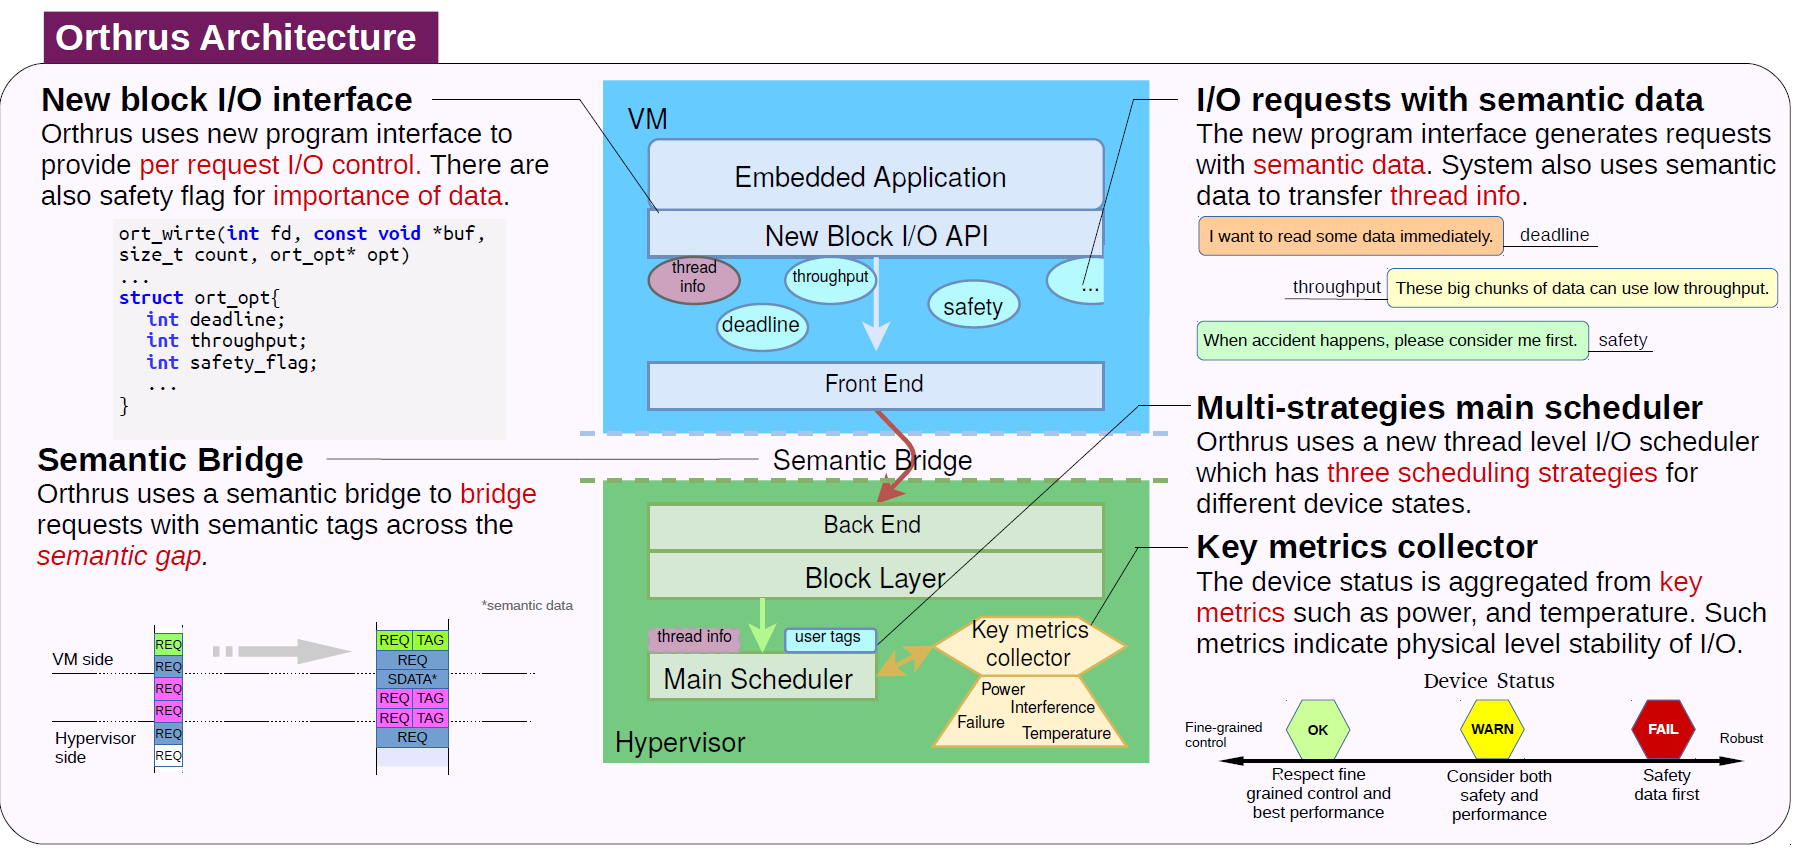 Orthrus Architecture
New block I/O interface
Orthrus uses new program interface to
provide per request I/O control. There are
also safety flag for importance of data.
ort_wirte(int fd, const void *buf,
size_t count, ort_opt* opt)
...
struct ort_opt{
int deadline;
int throughput;
int safety_flag;
...
}
Semantic Bridge
Orthrus uses a semantic bridge to bridge
requests with semantic tags across the
semantic gap.
*semantic data
VM side
Hypervisor
side
REQ
REQ
REQ
REQ
REQ
REQ
REQ TAG
REQ
SDATA*
REQ TAG
REQ TAG
REQ
VM
Embedded Application
New Block I/O API
thread
info
throughput
deadline
safety
...
Front End
Semantic Bridge
Back End
Block Layer
thread info
user tags
Main Scheduler
Key metrics
collector
Power
Interference
Failure
Temperature
Hypervisor
I/O requests with semantic data
The new program interface generates requests
with semantic data. System also uses semantic
data to transfer thread info.
I want to read some data immediately. deadline
throughput These big chunks of data can use low throughput.
When accident happens, please consider me first. safety
Multi-strategies main scheduler
Orthrus uses a new thread level I/O scheduler
which has three scheduling strategies for
different device states.
Key metrics collector
The device status is aggregated from key
metrics such as power, and temperature. Such
metrics indicate physical level stability of I/O.
Device Status
Fine-grained
control
OK
WARN
FAIL
Robust
Respect fine
grained control and
best performance
Consider both
safety and
performance
Safety
data first